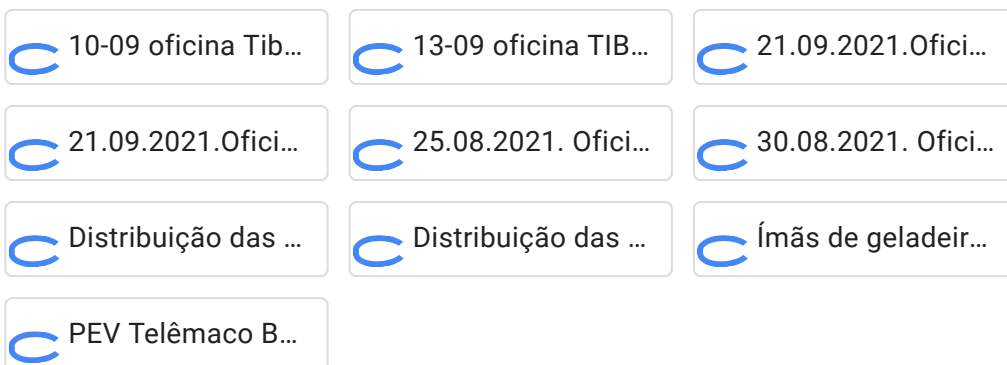 10-09 oficina Tib...
13-09 oficina TIB...
21.09.2021.Ofici...
21.09.2021.Ofici...
25.08.2021. Ofici...
30.08.2021. Ofici...
Distribuição das ...
Distribuição das ...
Ímãs de geladeir...
PEV Telêmaco B...